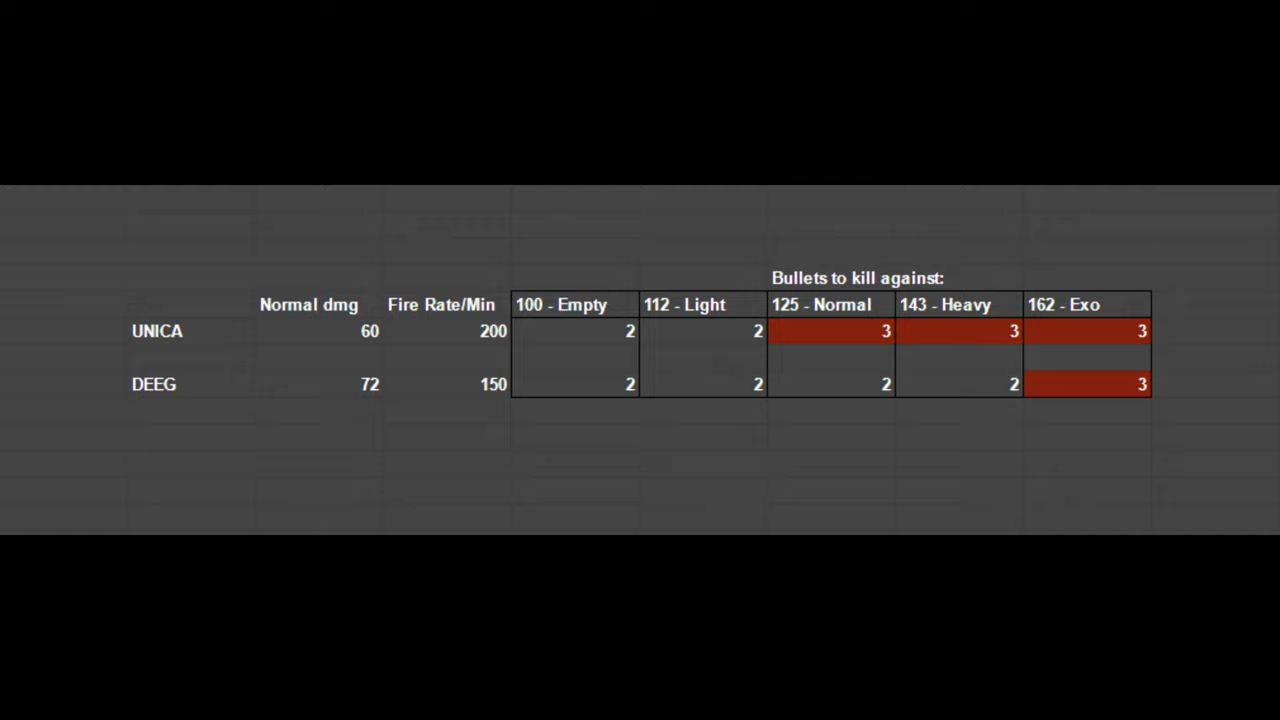 Bullets to kill against:
Normal dmg Fire Rate/Min 100 - Empty 112 - Light 125 - Normal 143 - Heavy 162 - Exo
UNICA 60 200 2 2 3 3 3
DEEG 72 150 2 2 2 2 3